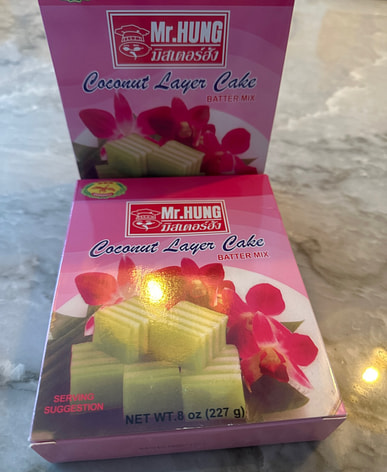 Mr.HUNG
มิสเตอร์ฮัง
Coconut Layer Cake
BATTER MIX
Mr.HUNG
มิสเตอร์ฮัง
Coconut Layer Cake
BATTER MIX
SERVING
SUGGESTION
NET WT.8 oz (227 g)